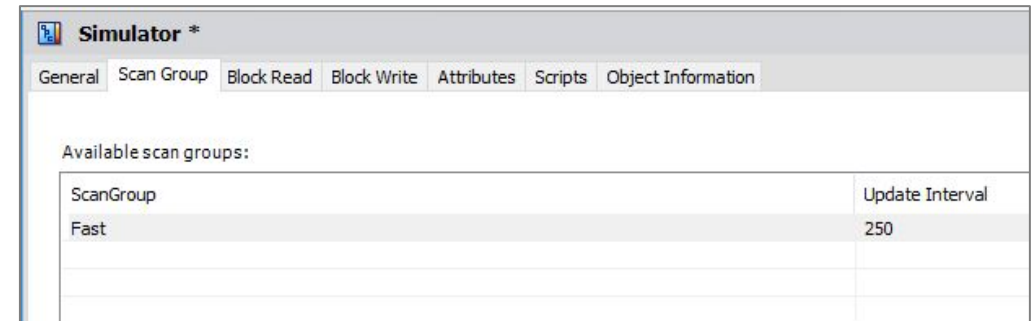 Simulator *
General Scan Group Block Read Block Write Attributes Scripts Object Information
Available scan groups:
ScanGroup Update Interval
Fast 250